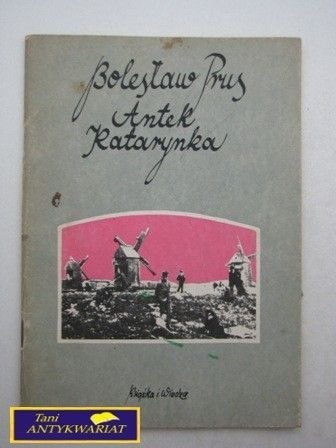 Bolesław Prus
Antek
Katarynka
Książka i Wiedza
Tani
ANTYKWARIAT